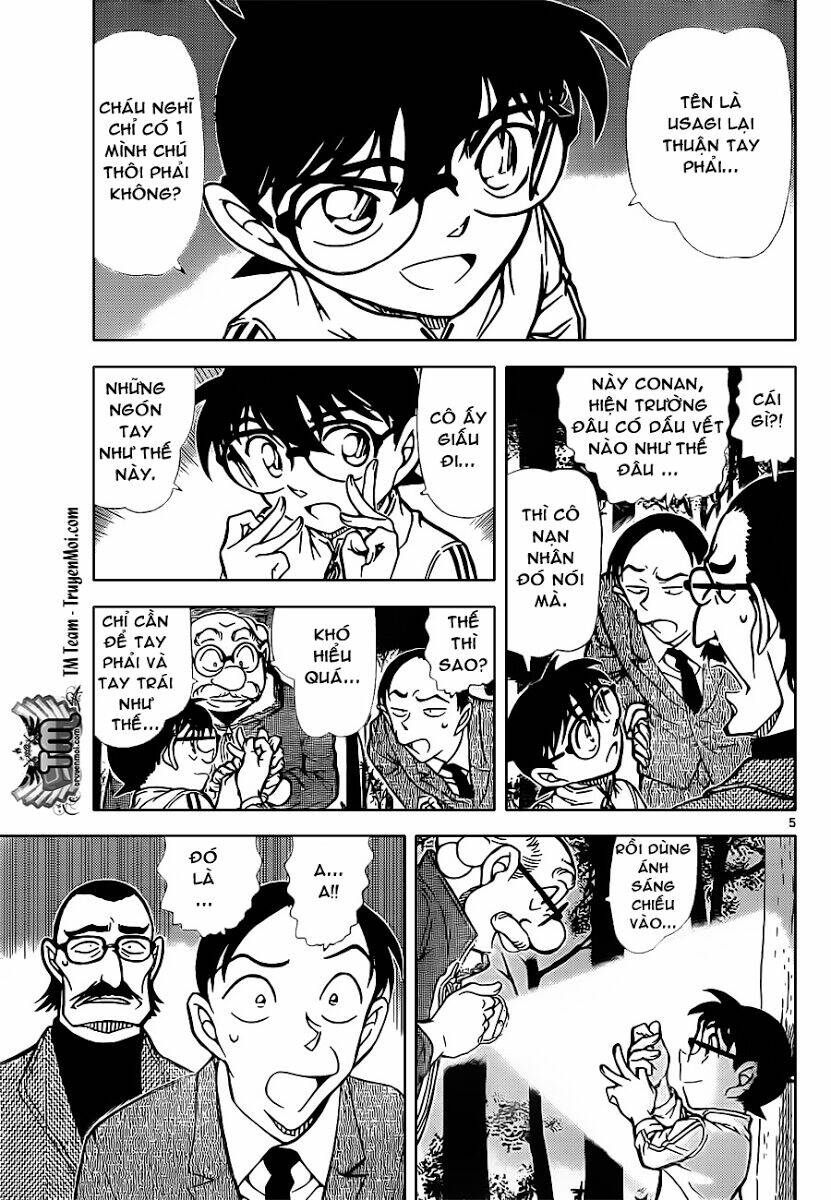 TÊN LÀ
USAGI LẠI
THUẬN TAY
PHẢI...
CHÁU NGHĨ
CHỈ CÓ 1
MÌNH CHÚ
THÔI PHẢI
KHÔNG?
CÁI
GÌ?!
NÀY CONAN,
HIỆN TRƯỜNG
ĐÂU CÓ DẤU VẾT
NÀO NHƯ THẾ
ĐÂU ...
THÌ CÔ
NẠN
NHÂN
ĐÓ NÓI
MÀ.
CÔ ẤY
GIẤU
ĐI...
NHỮNG
NGÓN
TAY
NHƯ THẾ
NÀY.
THẾ
THÌ
SAO?
KHÓ
HIỂU
QUÁ.
CHỈ CẦN
ĐỂ TAY
PHẢI VÀ
TAY TRÁI
NHƯ
THẾ...
5
RỒI DÙNG
ÁNH
SÁNG
CHIẾU
VÀO...
A...
A!!
ĐÓ
LÀ
...
TM Team - TruyenMoi.com
TM
truyenmoi.com